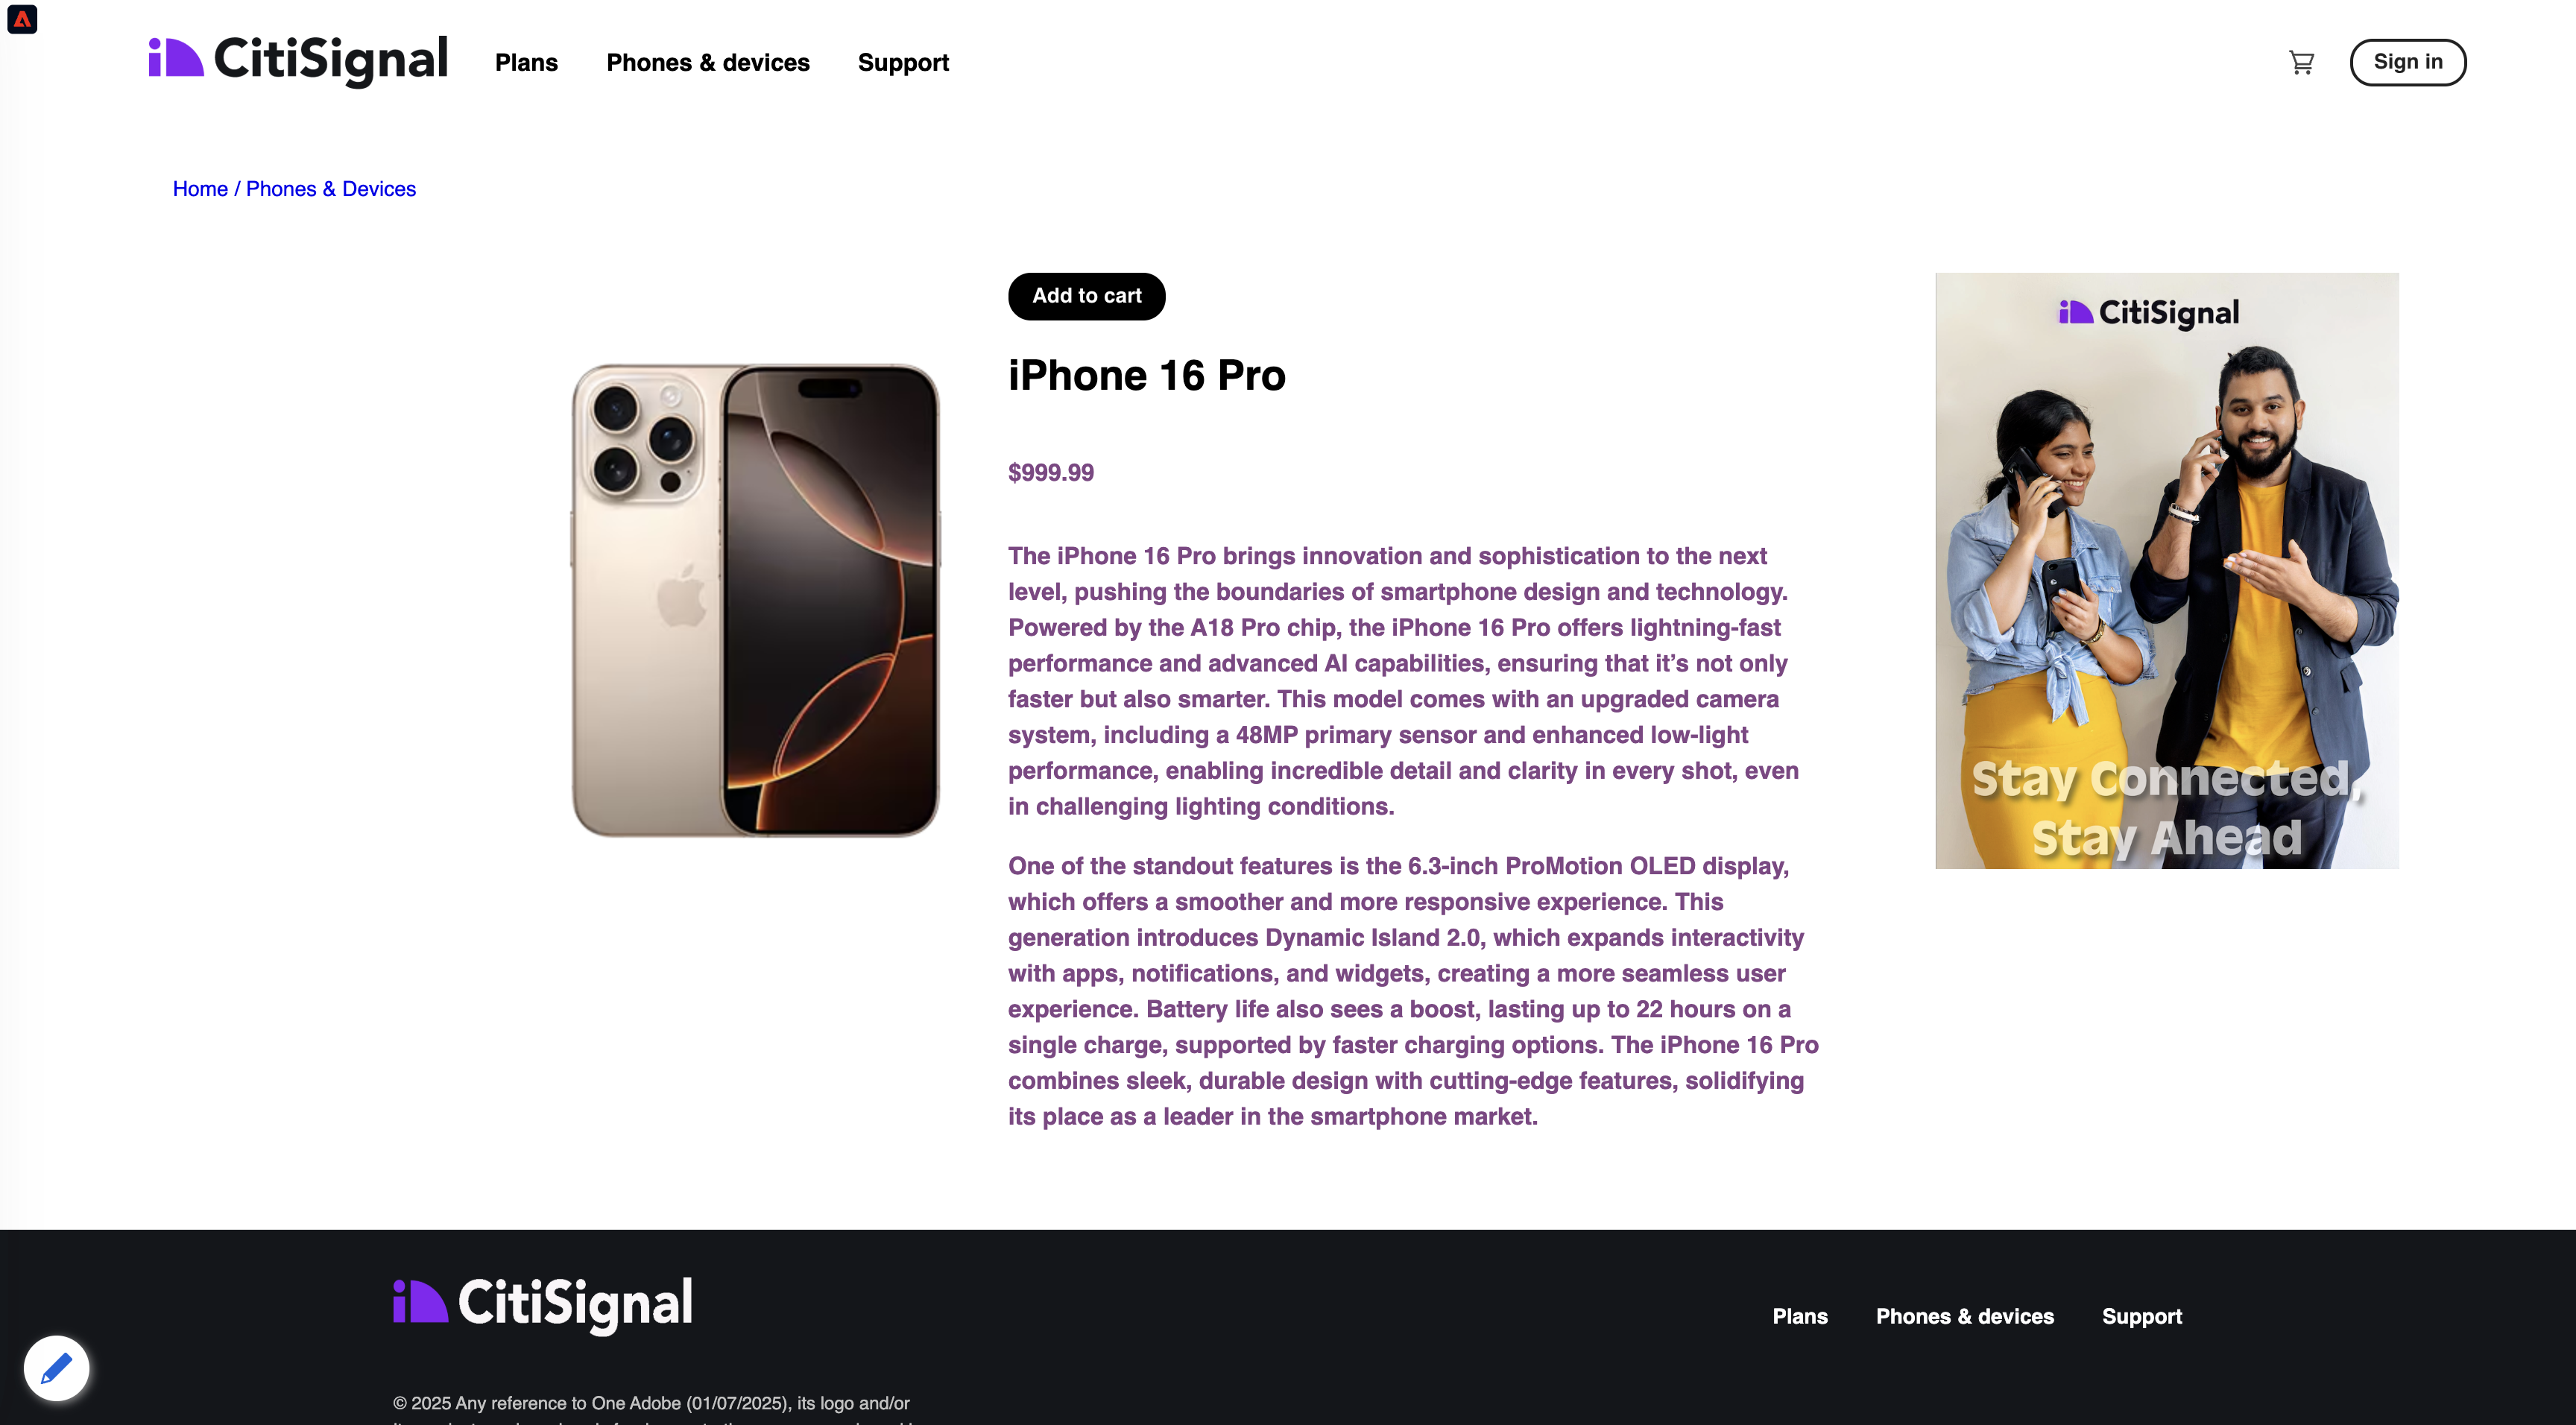 CitiSignal
Plans
Phones & devices
Support
Sign in
Home / Phones & Devices
Add to cart
iPhone 16 Pro
$999.99
The iPhone 16 Pro brings innovation and sophistication to the next
level, pushing the boundaries of smartphone design and technology.
Powered by the A18 Pro chip, the iPhone 16 Pro offers lightning-fast
performance and advanced AI capabilities, ensuring that it’s not only
faster but also smarter. This model comes with an upgraded camera
system, including a 48MP primary sensor and enhanced low-light
performance, enabling incredible detail and clarity in every shot, even
in challenging lighting conditions.
One of the standout features is the 6.3-inch ProMotion OLED display,
which offers a smoother and more responsive experience. This
generation introduces Dynamic Island 2.0, which expands interactivity
with apps, notifications, and widgets, creating a more seamless user
experience. Battery life also sees a boost, lasting up to 22 hours on a
single charge, supported by faster charging options. The iPhone 16 Pro
combines sleek, durable design with cutting-edge features, solidifying
its place as a leader in the smartphone market.
CitiSignal
Stay Connected,
Stay Ahead
CitiSignal
Plans
Phones & devices
Support
© 2025 Any reference to One Adobe (01/07/2025), its logo and/or